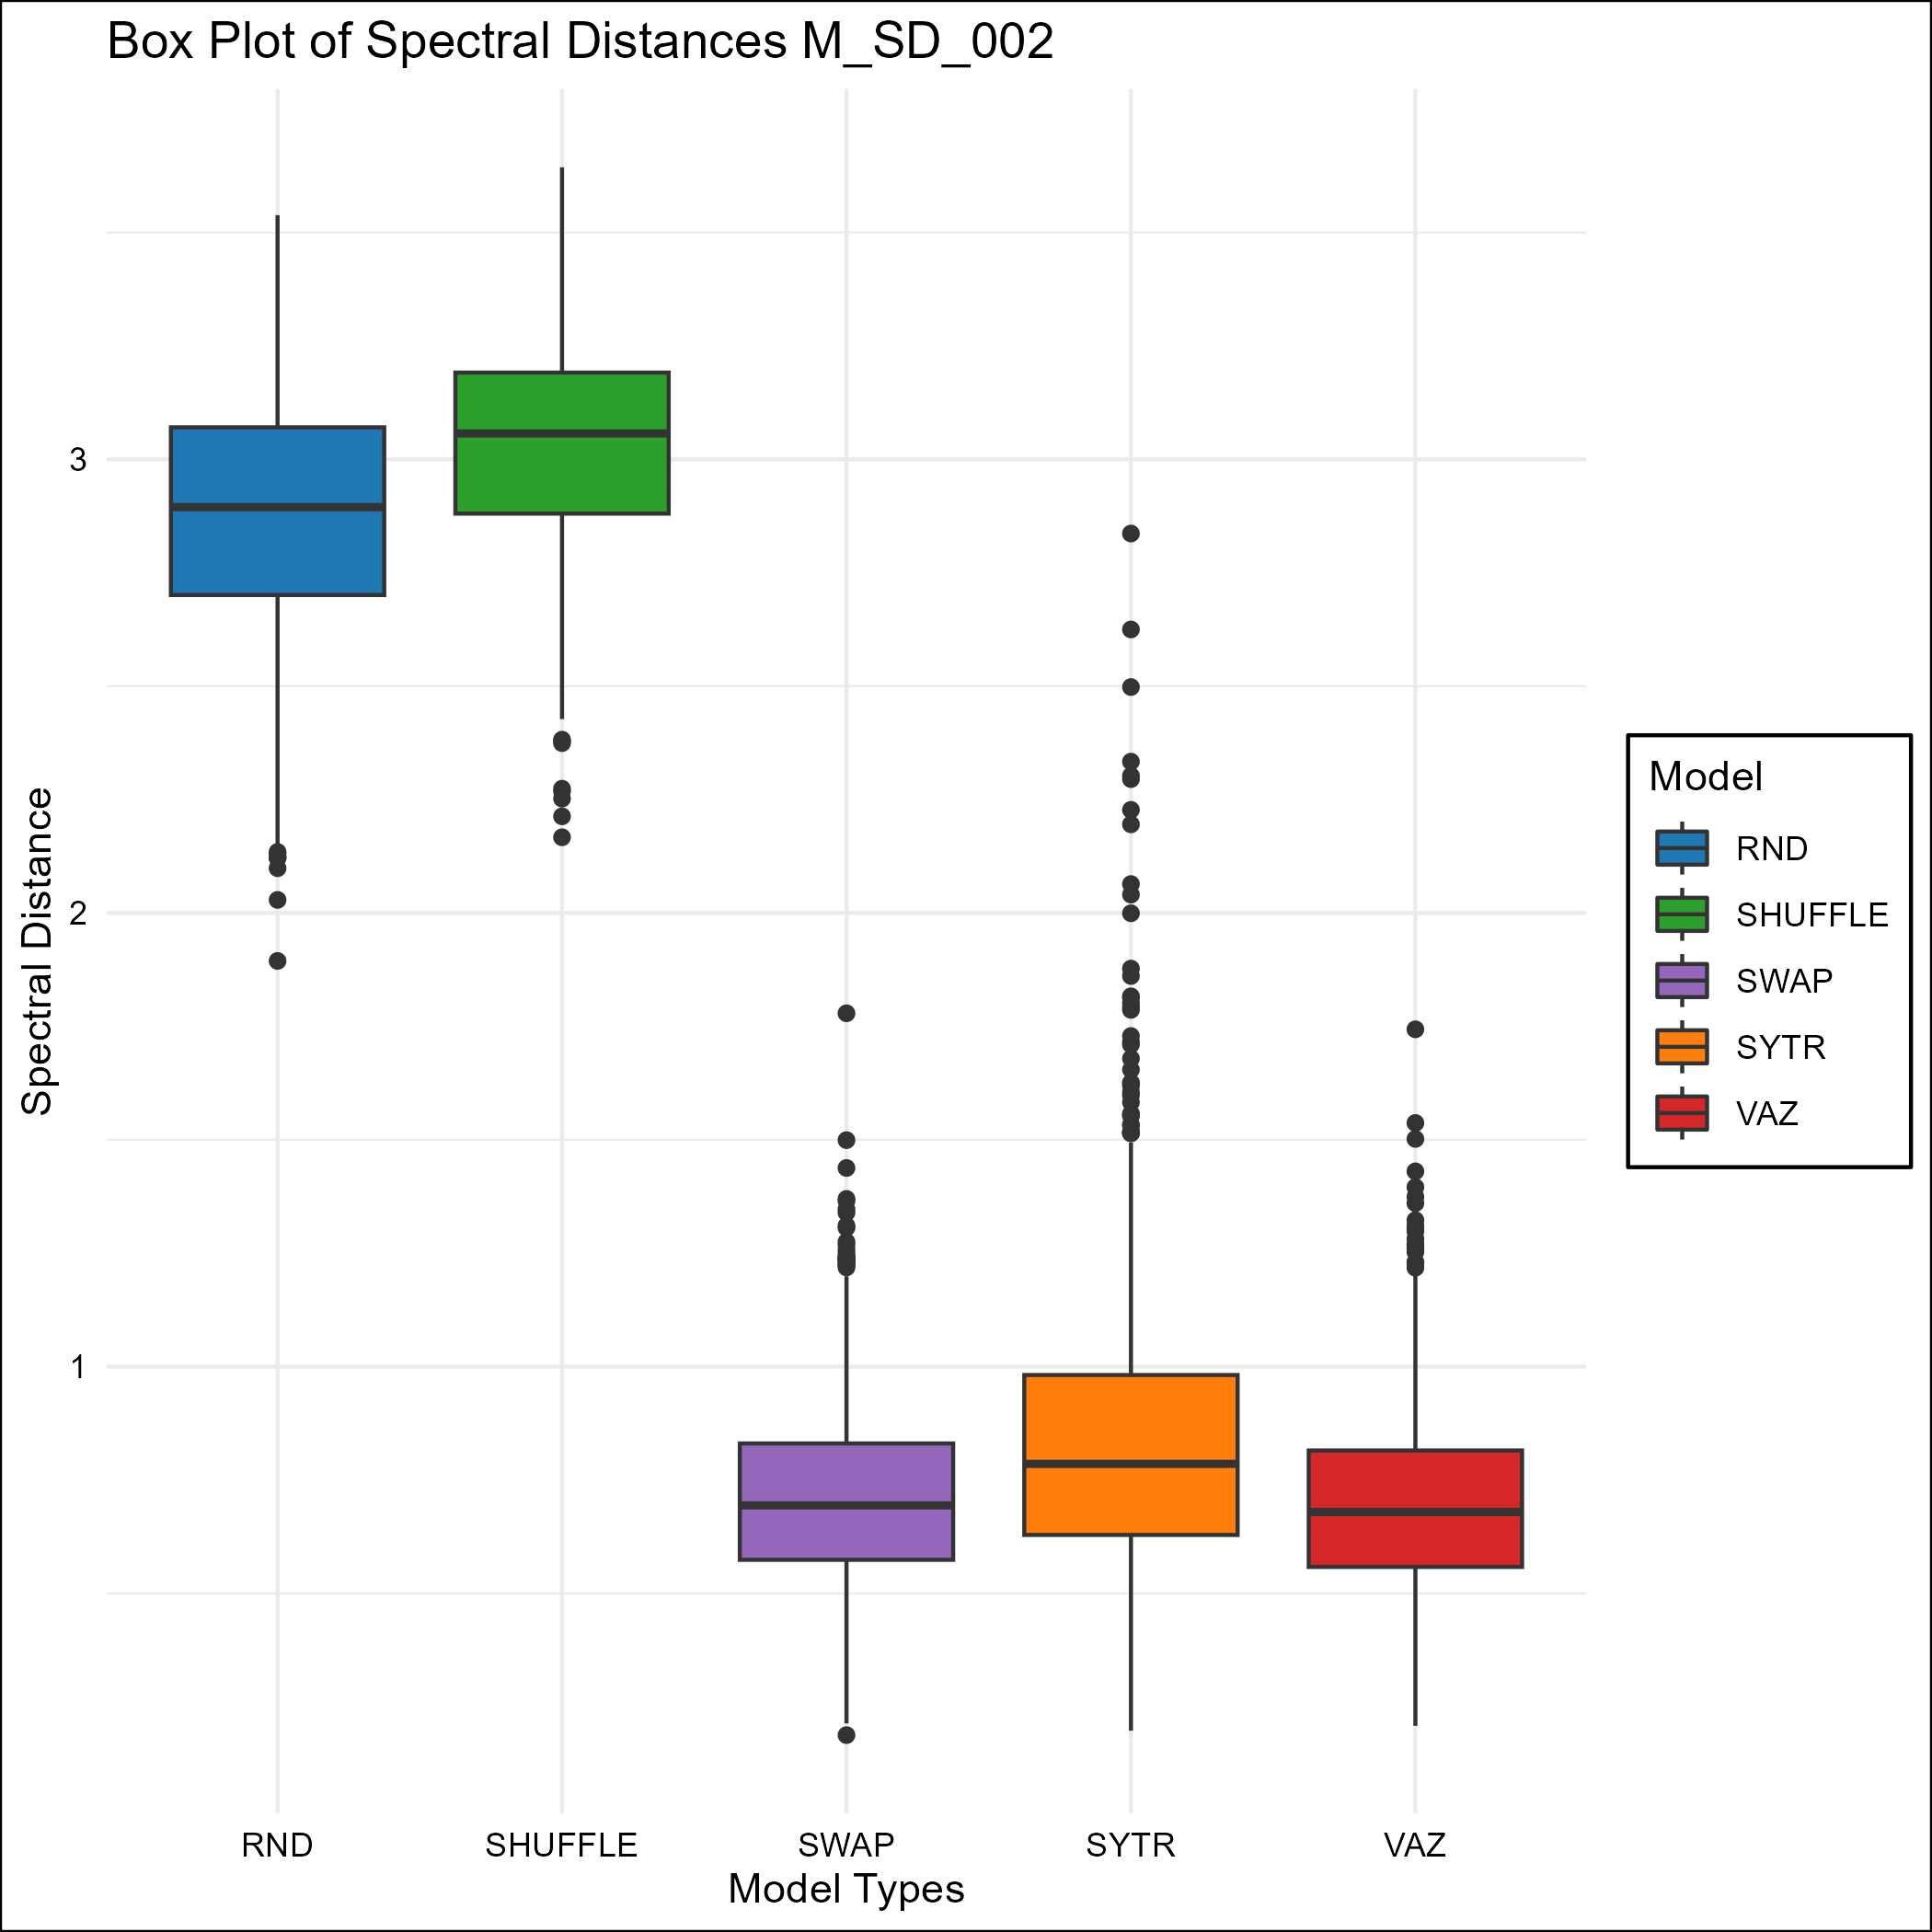 Box Plot of Spectral Distances M_SD_002
Spectral Distance
3
2
1
RND SHUFFLE SWAP SYTR VAZ
Model Types
Model
RND
SHUFFLE
SWAP
SYTR
VAZ